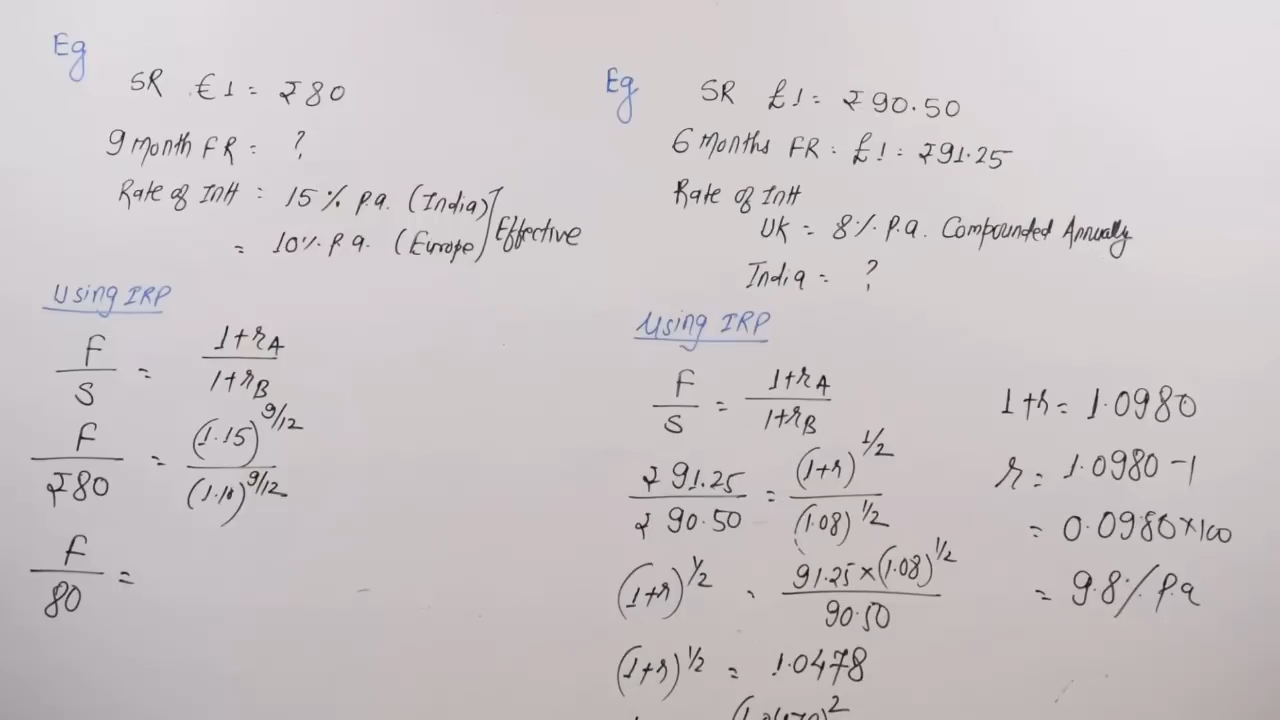 Eg
SR €1 = ₹80
9 Month FR = ?
Rate of Int = 15% p.a. (India)
= 10% p.a. (Europe)
Effective
Using IRP
F/S = (1+rA)/(1+rB)
F/₹80 = (1.15)^9/12 / (1.10)^9/12
F/80 =
Eg
SR £1 = ₹90.50
6 Months FR = £1 = ₹91.25
Rate of Int
UK = 8% p.a. Compounded Annually
India = ?
Using IRP
F/S = (1+rA)/(1+rB)
₹91.25/₹90.50 = (1+r)^1/2 / (1.08)^1/2
(1+r)^1/2 = 91.25×(1.08)^1/2 / 90.50
(1+r)^1/2 = 1.0478
1+r = 1.0980
r = 1.0980 - 1
= 0.0980×100
= 9.8% p.a